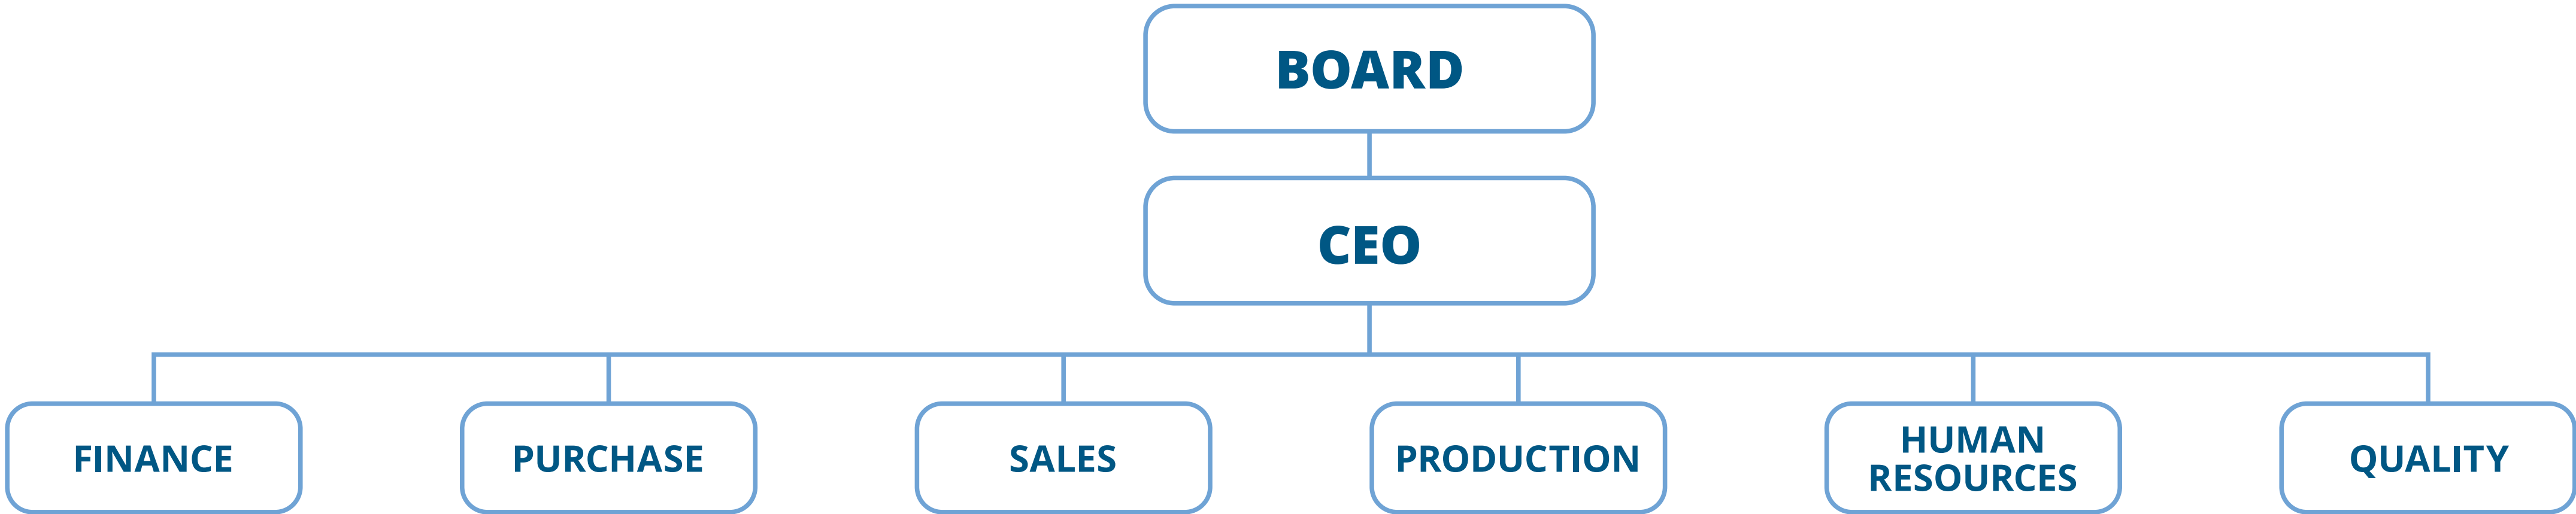 BOARD
CEO
FINANCE
PURCHASE
SALES
PRODUCTION
HUMAN
RESOURCES
QUALITY